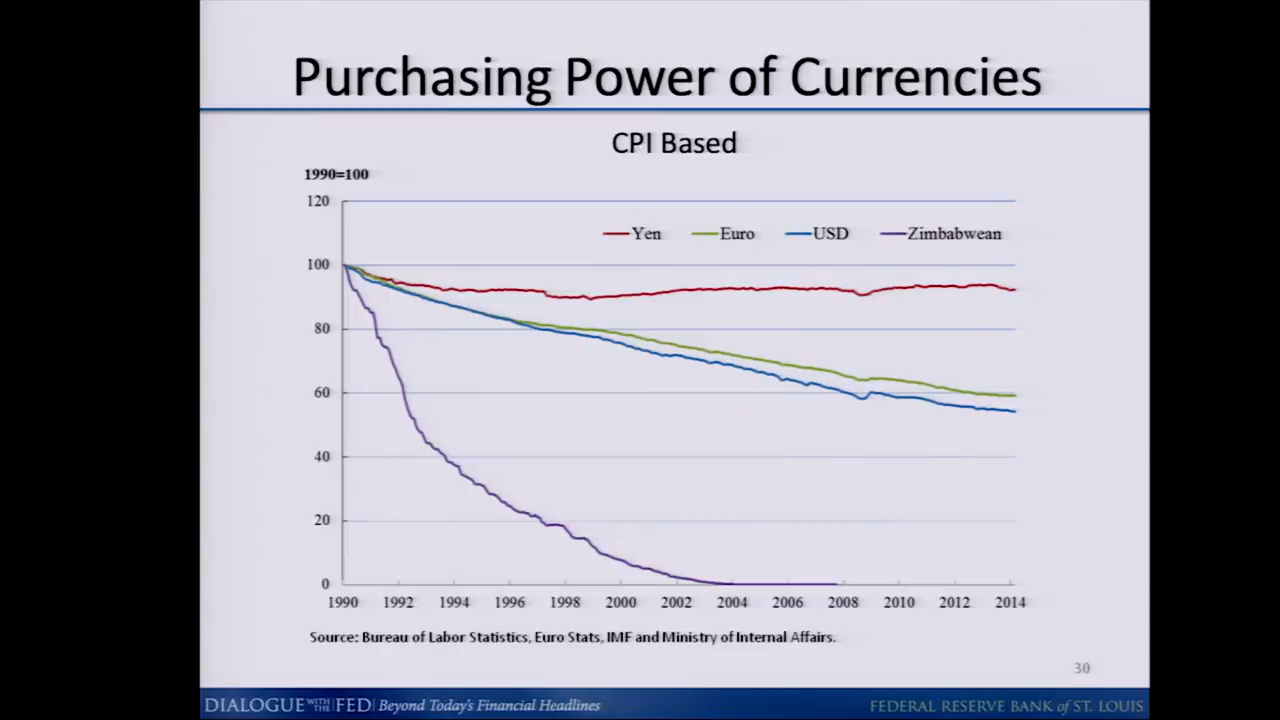 Purchasing Power of Currencies
CPI Based
1990=100
120
Yen Euro USD Zimbabwean
100
80
60
40
20
0
1990 1992 1994 1996 1998 2000 2002 2004 2006 2008 2010 2012 2014
Source: Bureau of Labor Statistics, Euro Stats, IMF and Ministry of Internal Affairs.
30
DIALOGUE WITH THE FED Beyond Today's Financial Headlines FEDERAL RESERVE BANK of ST. LOUIS